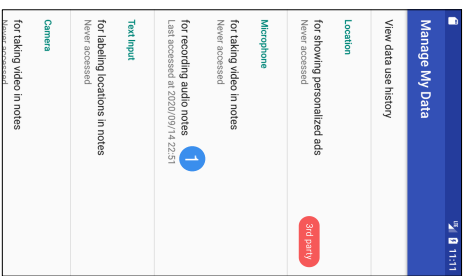 11:11
Manage My Data
View data use history
Location
for showing personalized ads
3rd party
Never accessed
Microphone
for taking video in notes
Never accessed
for recording audio notes
1
Last accessed at 2020/09/14 22:51
Text Input
for labeling locations in notes
Never accessed
Camera
for taking video in notes
Never accessed